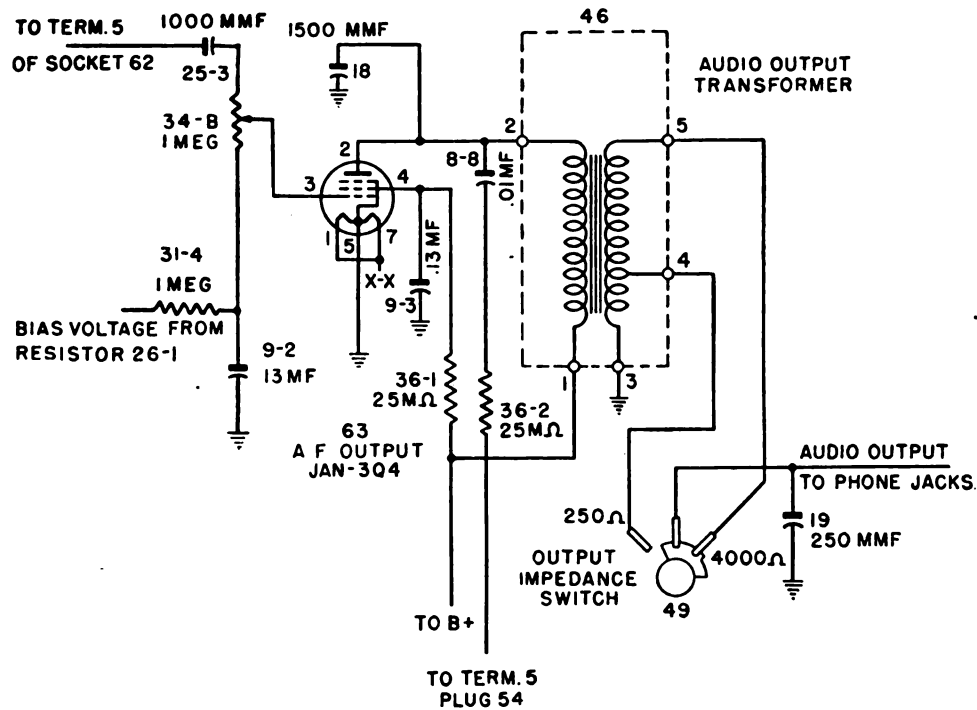 TO TERM. 5
OF SOCKET 62
1000 MMF
25-3
34-B
1 MEG
31-4
1 MEG
BIAS VOLTAGE FROM
RESISTOR 26-1
9-2
13 MF
1500 MMF
18
2
3
4
1
5
7
X-X
9-3
.13MF
63
A F OUTPUT
JAN-3Q4
36-1
25MΩ
8-8
.01MF
36-2
25MΩ
TO B+
TO TERM. 5
PLUG 54
46
AUDIO OUTPUT
TRANSFORMER
2
5
4
1
3
250Ω
4000Ω
OUTPUT
IMPEDANCE
SWITCH
49
AUDIO OUTPUT
TO PHONE JACKS.
19
250 MMF